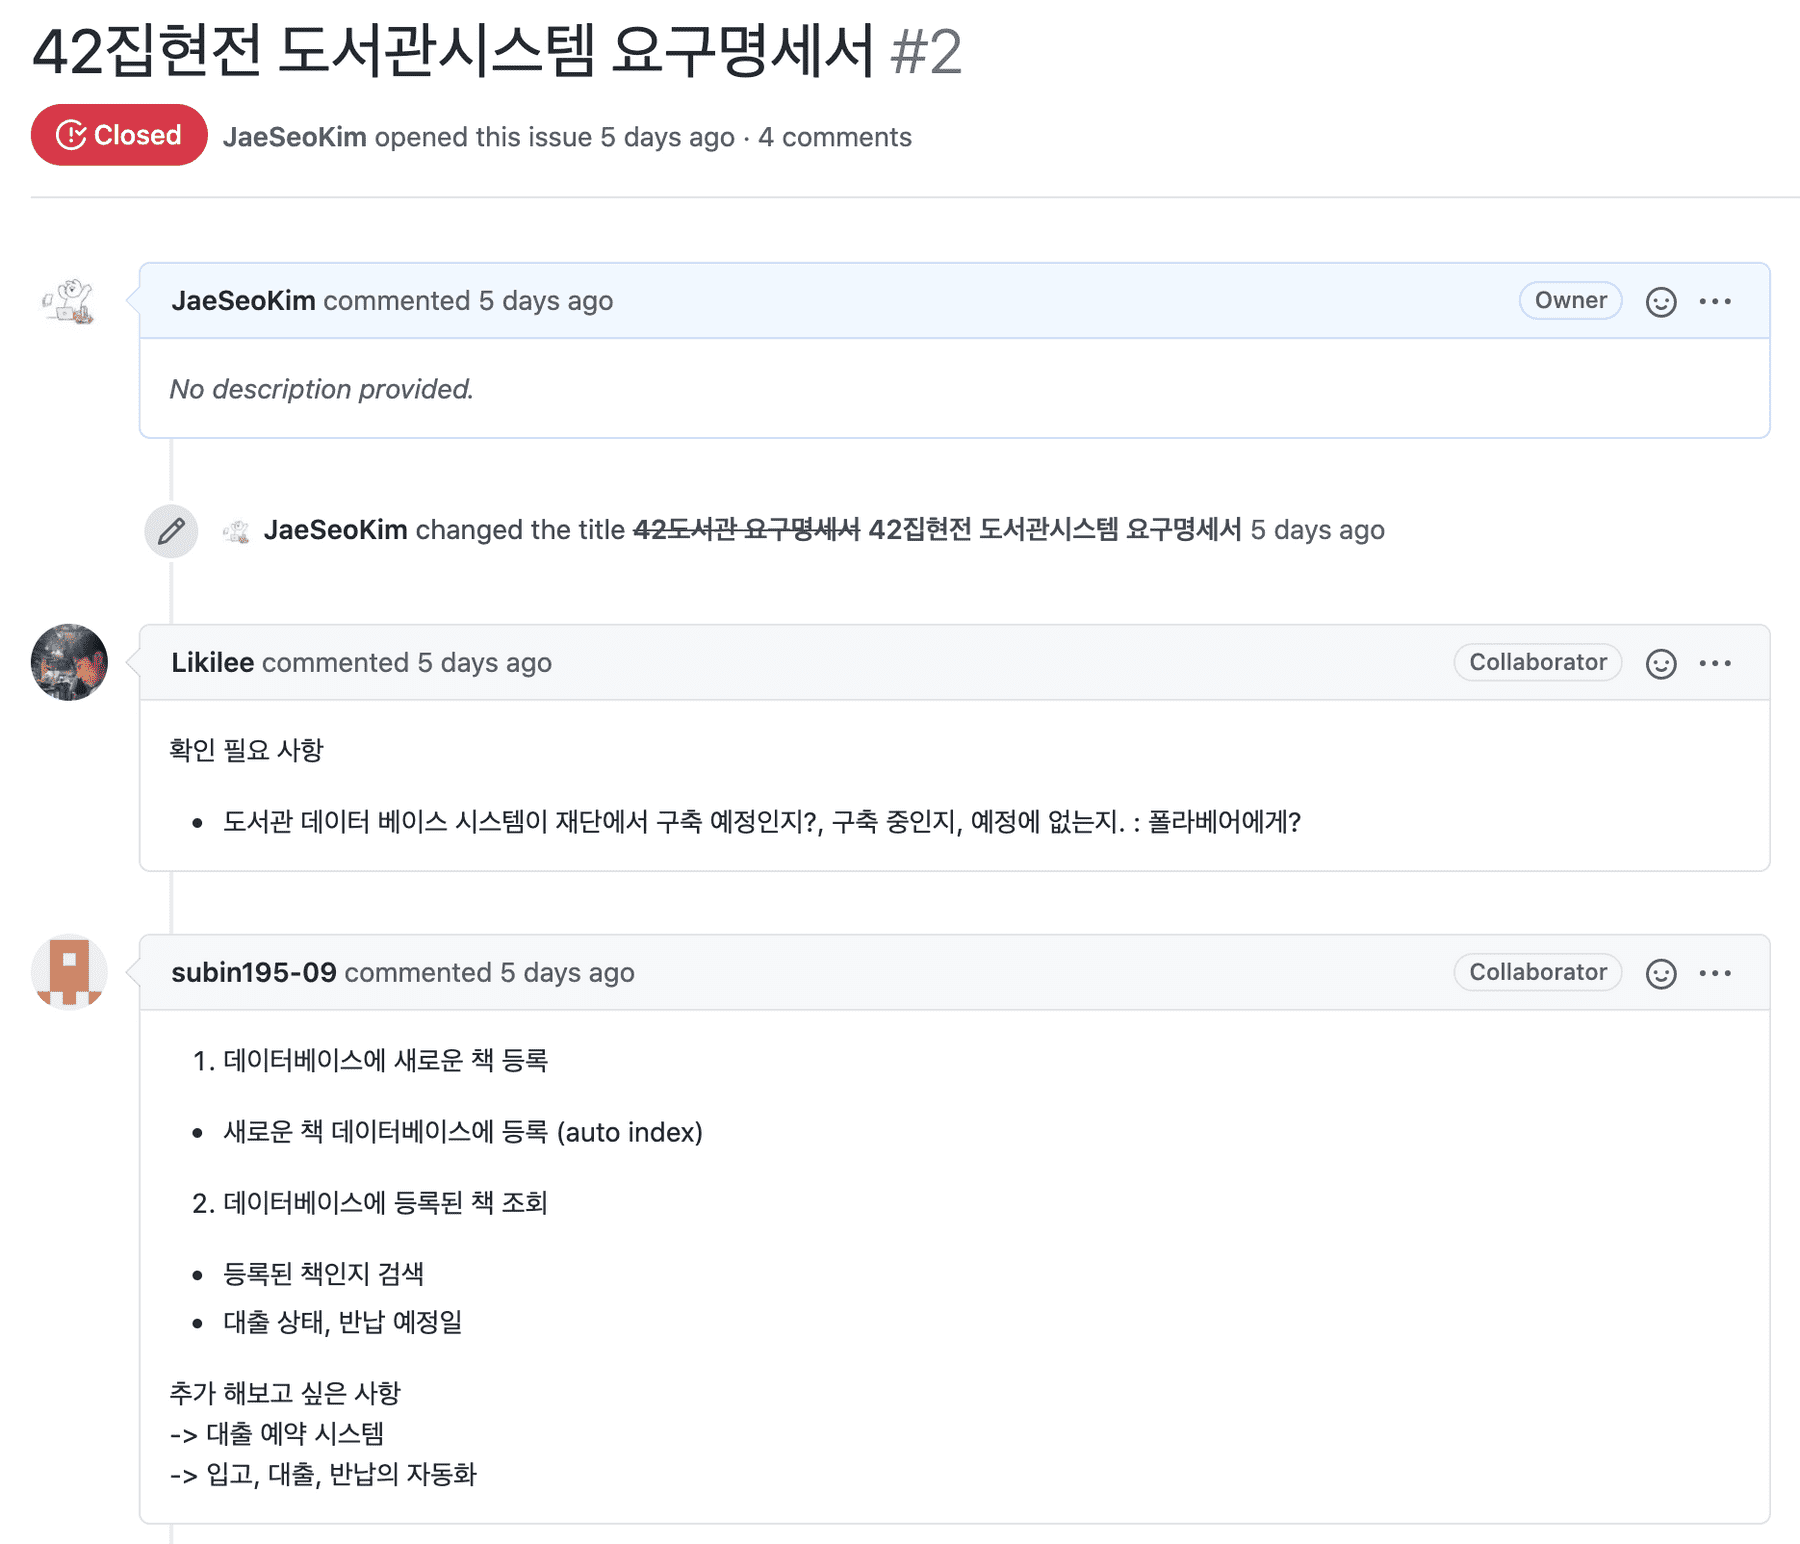 42집현전 도서관시스템 요구명세서 #2
Closed JaeSeoKim opened this issue 5 days ago · 4 comments
JaeSeoKim commented 5 days ago Owner
No description provided.
JaeSeoKim changed the title 42도서관 요구명세서 42집현전 도서관시스템 요구명세서 5 days ago
Likilee commented 5 days ago Collaborator
확인 필요 사항
• 도서관 데이터 베이스 시스템이 재단에서 구축 예정인지?, 구축 중인지, 예정에 없는지. : 폴라베어에게?
subin195-09 commented 5 days ago Collaborator
1. 데이터베이스에 새로운 책 등록
• 새로운 책 데이터베이스에 등록 (auto index)
2. 데이터베이스에 등록된 책 조회
• 등록된 책인지 검색
• 대출 상태, 반납 예정일
추가 해보고 싶은 사항
-> 대출 예약 시스템
-> 입고, 대출, 반납의 자동화